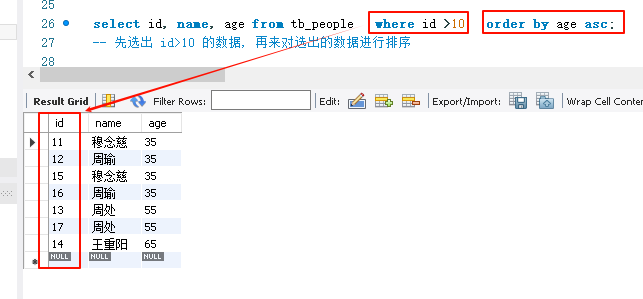 25
26 select id, name, age from tb_people where id >10 order by age asc;
27 -- 先选出 id>10 的数据, 再来对选出的数据进行排序
28
Result Grid Filter Rows: Edit: Export/Import: Wrap Cell Conten
id name age
11 穆念慈 35
12 周瑜 35
15 穆念慈 35
16 周瑜 35
13 周处 55
17 周处 55
14 王重阳 65
NULL NULL NULL